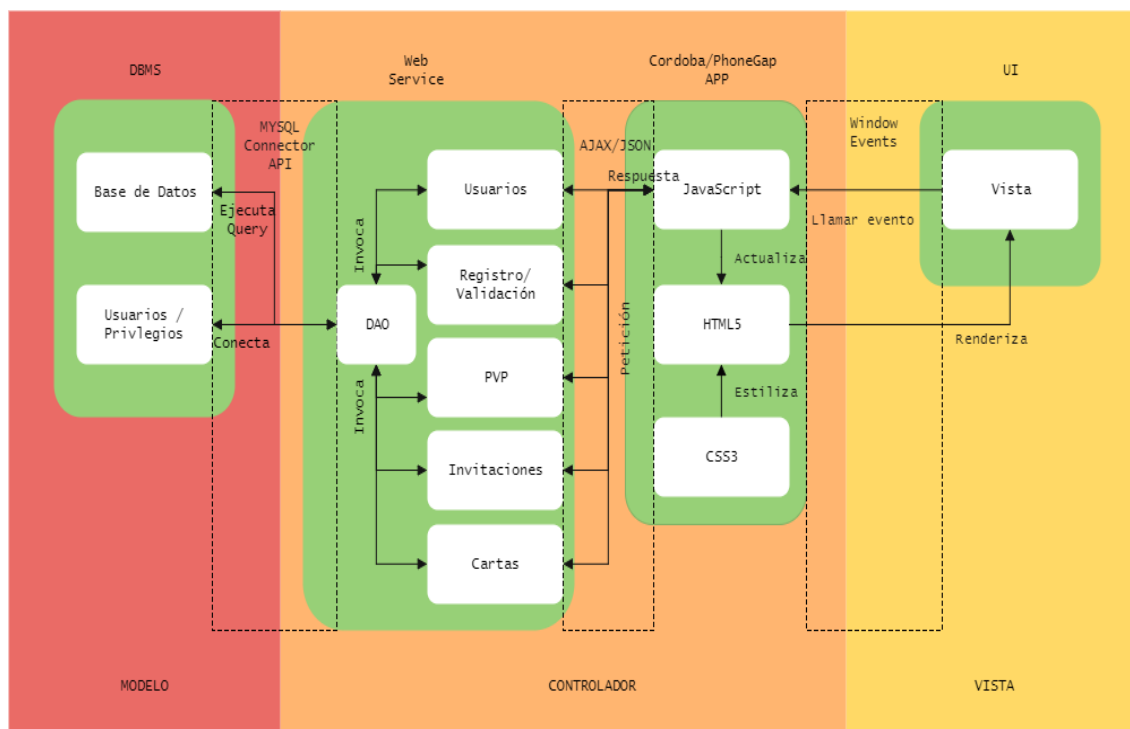 DBMS
Web
Service
Cordoba/PhoneGap
APP
UI
MYSQL
Connector
API
AJAX/JSON
Window
Events
Base de Datos
Usuarios
Respuesta
JavaScript
Vista
Ejecuta
Query
Invoca
Llamar evento
Actualiza
Registro/
Validación
Usuarios /
Privlegios
DAO
HTML5
Conecta
Petición
Renderiza
PVP
Invoca
Estiliza
Invitaciones
CSS3
Cartas
MODELO
CONTROLADOR
VISTA